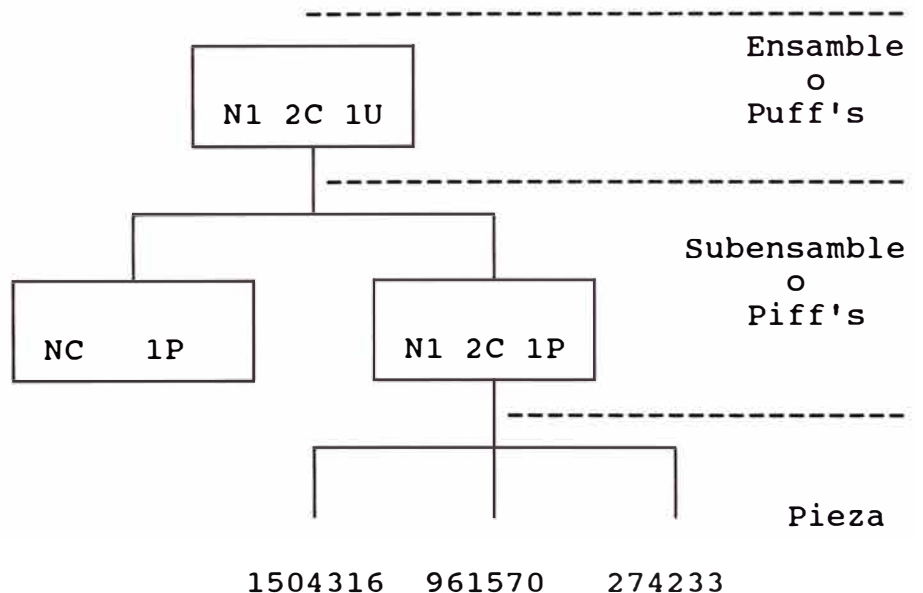 Ensamble
o
Puff's
N1 2C 1U
Subensamble
o
Piff's
NC 1P
N1 2C 1P
Pieza
1504316 961570 274233